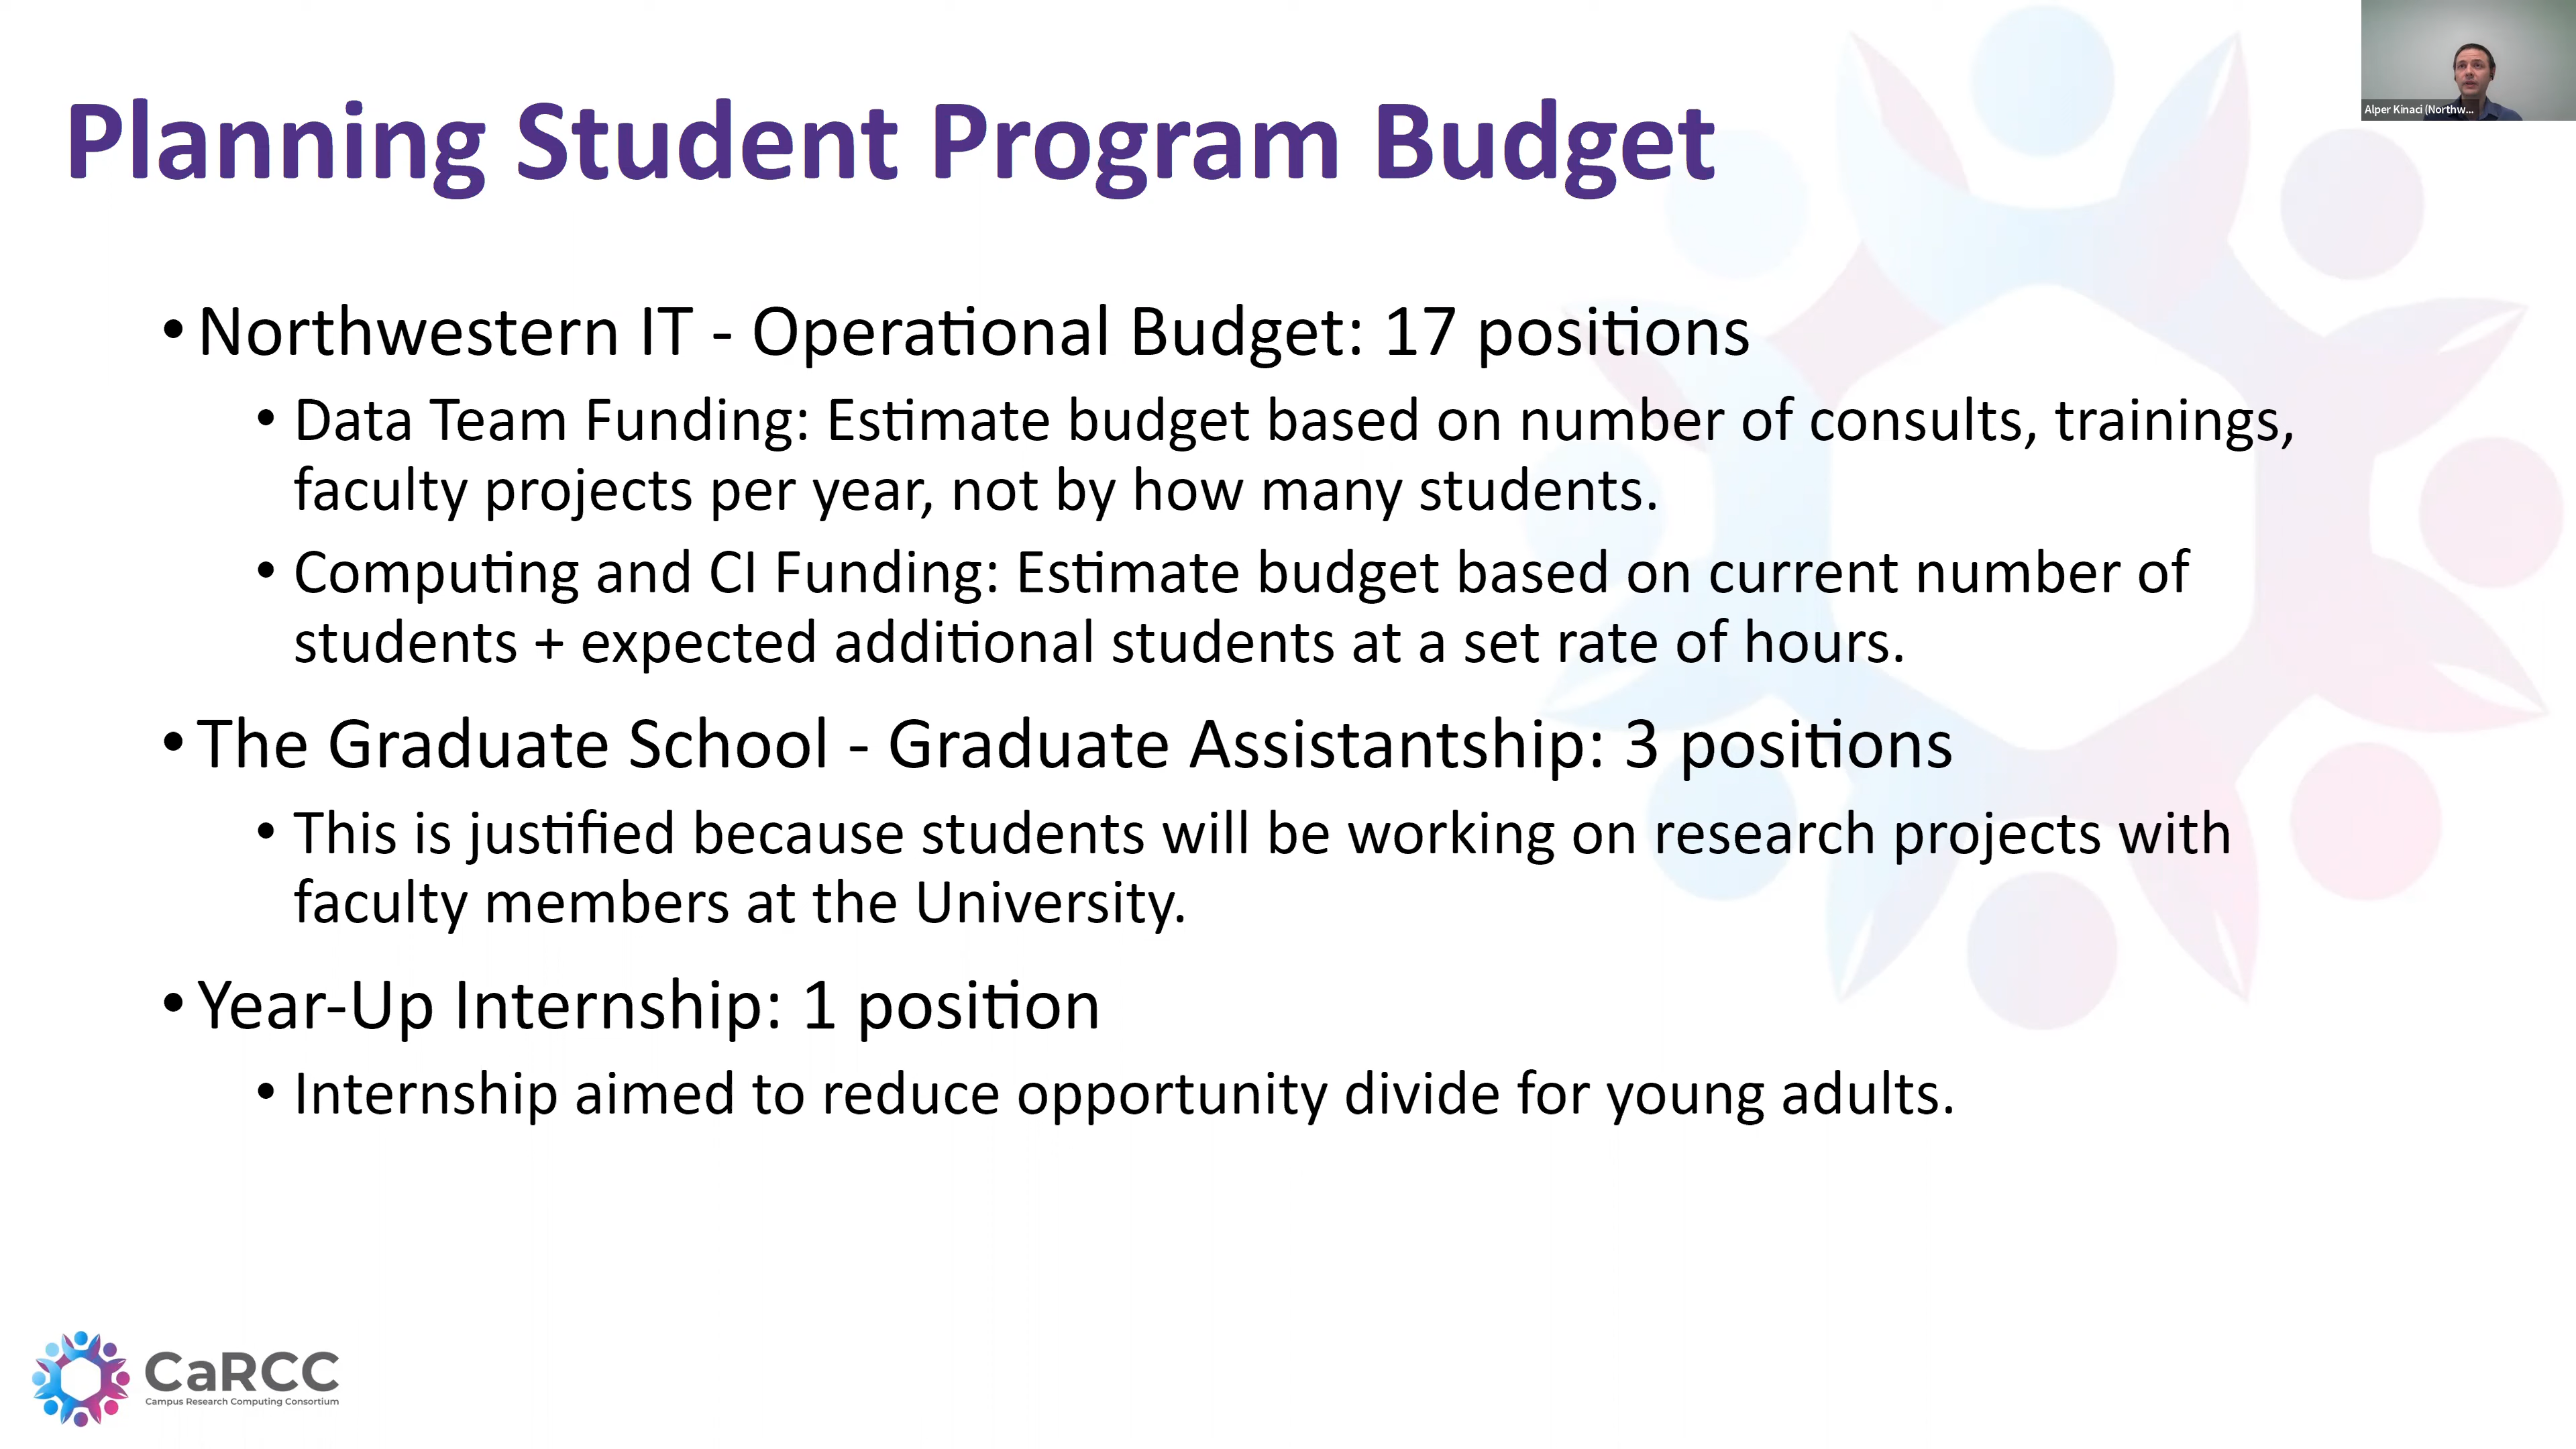 Alper Kinaci (Northw...
Planning Student Program Budget
• Northwestern IT - Operational Budget: 17 positions
• Data Team Funding: Estimate budget based on number of consults, trainings,
faculty projects per year, not by how many students.
• Computing and CI Funding: Estimate budget based on current number of
students + expected additional students at a set rate of hours.
• The Graduate School - Graduate Assistantship: 3 positions
• This is justified because students will be working on research projects with
faculty members at the University.
• Year-Up Internship: 1 position
• Internship aimed to reduce opportunity divide for young adults.
CaRCC
Campus Research Computing Consortium